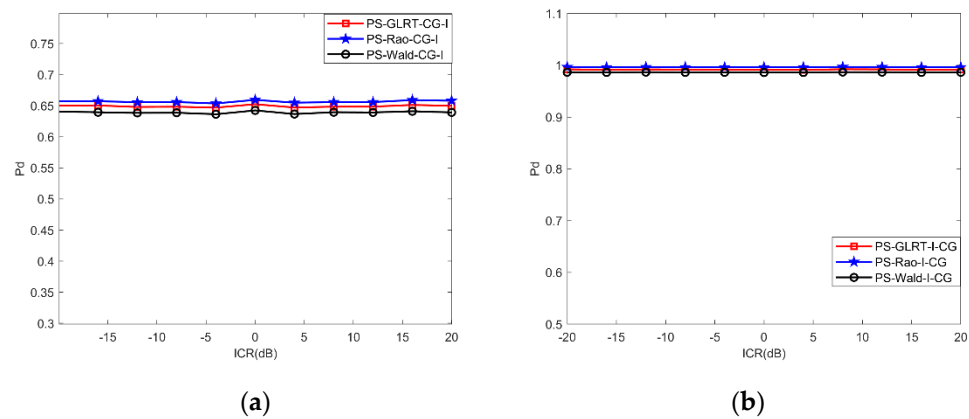 PS-GLRT-CG-I
PS-Rao-CG-I
PS-Wald-CG-I
0.75
0.7
0.65
0.6
0.55
0.5
0.45
0.4
0.35
0.3
Pd
-15 -10 -5 0 5 10 15 20
ICR(dB)
(a)
1.1
1
0.9
0.8
0.7
0.6
0.5
Pd
PS-GLRT-I-CG
PS-Rao-I-CG
PS-Wald-I-CG
-20 -15 -10 -5 0 5 10 15 20
ICR(dB)
(b)